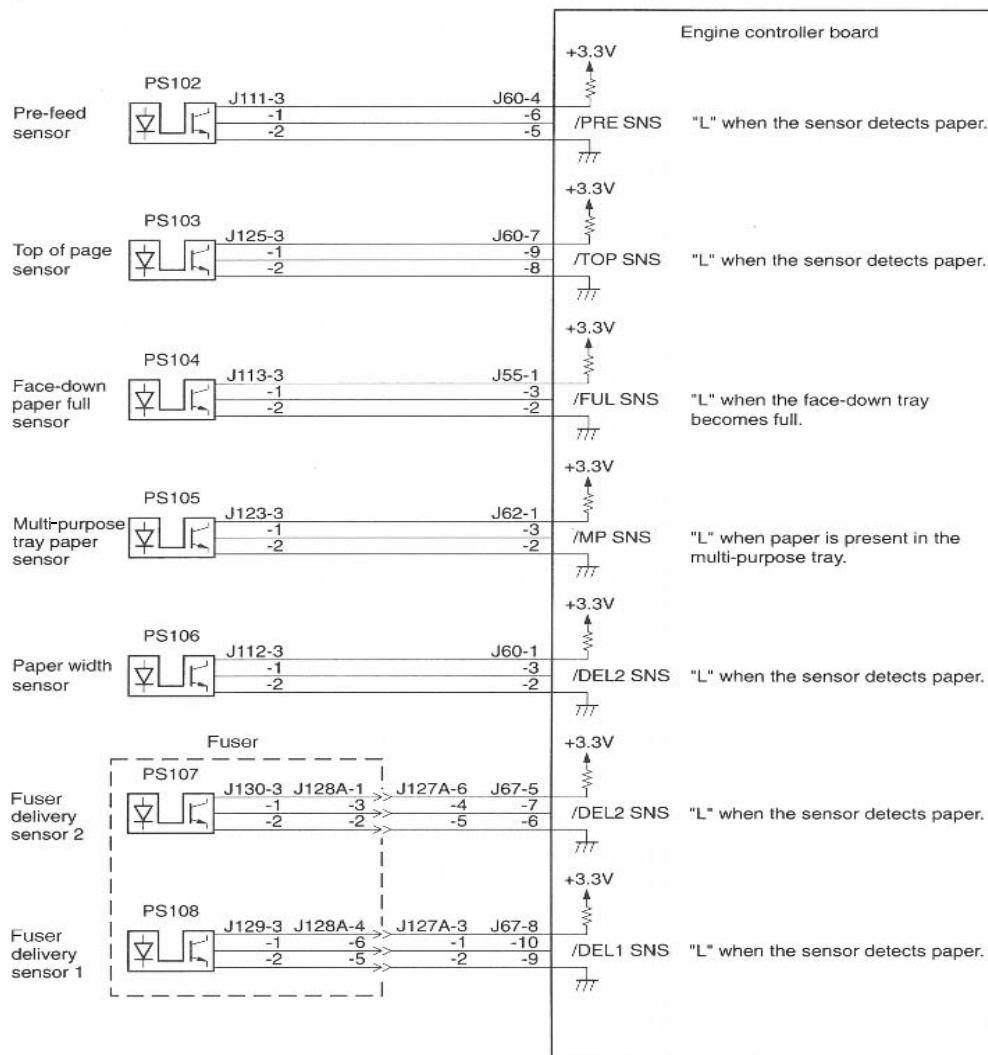 Engine controller board
+3.3V
PS102
J111-3 J60-4
Pre-feed
sensor
-1 -6
-2 -5
/PRE SNS "L" when the sensor detects paper.
+3.3V
PS103
J125-3 J60-7
Top of page
sensor
-1 -9
-2 -8
/TOP SNS "L" when the sensor detects paper.
+3.3V
PS104
J113-3 J55-1
Face-down
paper full
sensor
-1 -3
-2 -2
/FUL SNS "L" when the face-down tray
becomes full.
+3.3V
PS105
J123-3 J62-1
Multi-purpose
tray paper
sensor
-1 -3
-2 -2
/MP SNS "L" when paper is present in the
multi-purpose tray.
+3.3V
PS106
J112-3 J60-1
Paper width
sensor
-1 -3
-2 -2
/DEL2 SNS "L" when the sensor detects paper.
Fuser
+3.3V
PS107
J130-3 J128A-1 J127A-6 J67-5
Fuser
delivery
sensor 2
-1 -3 -4 -7
-2 -2 -5 -6
/DEL2 SNS "L" when the sensor detects paper.
+3.3V
PS108
J129-3 J128A-4 J127A-3 J67-8
Fuser
delivery
sensor 1
-1 -6 -1 -10
-2 -5 -2 -9
/DEL1 SNS "L" when the sensor detects paper.